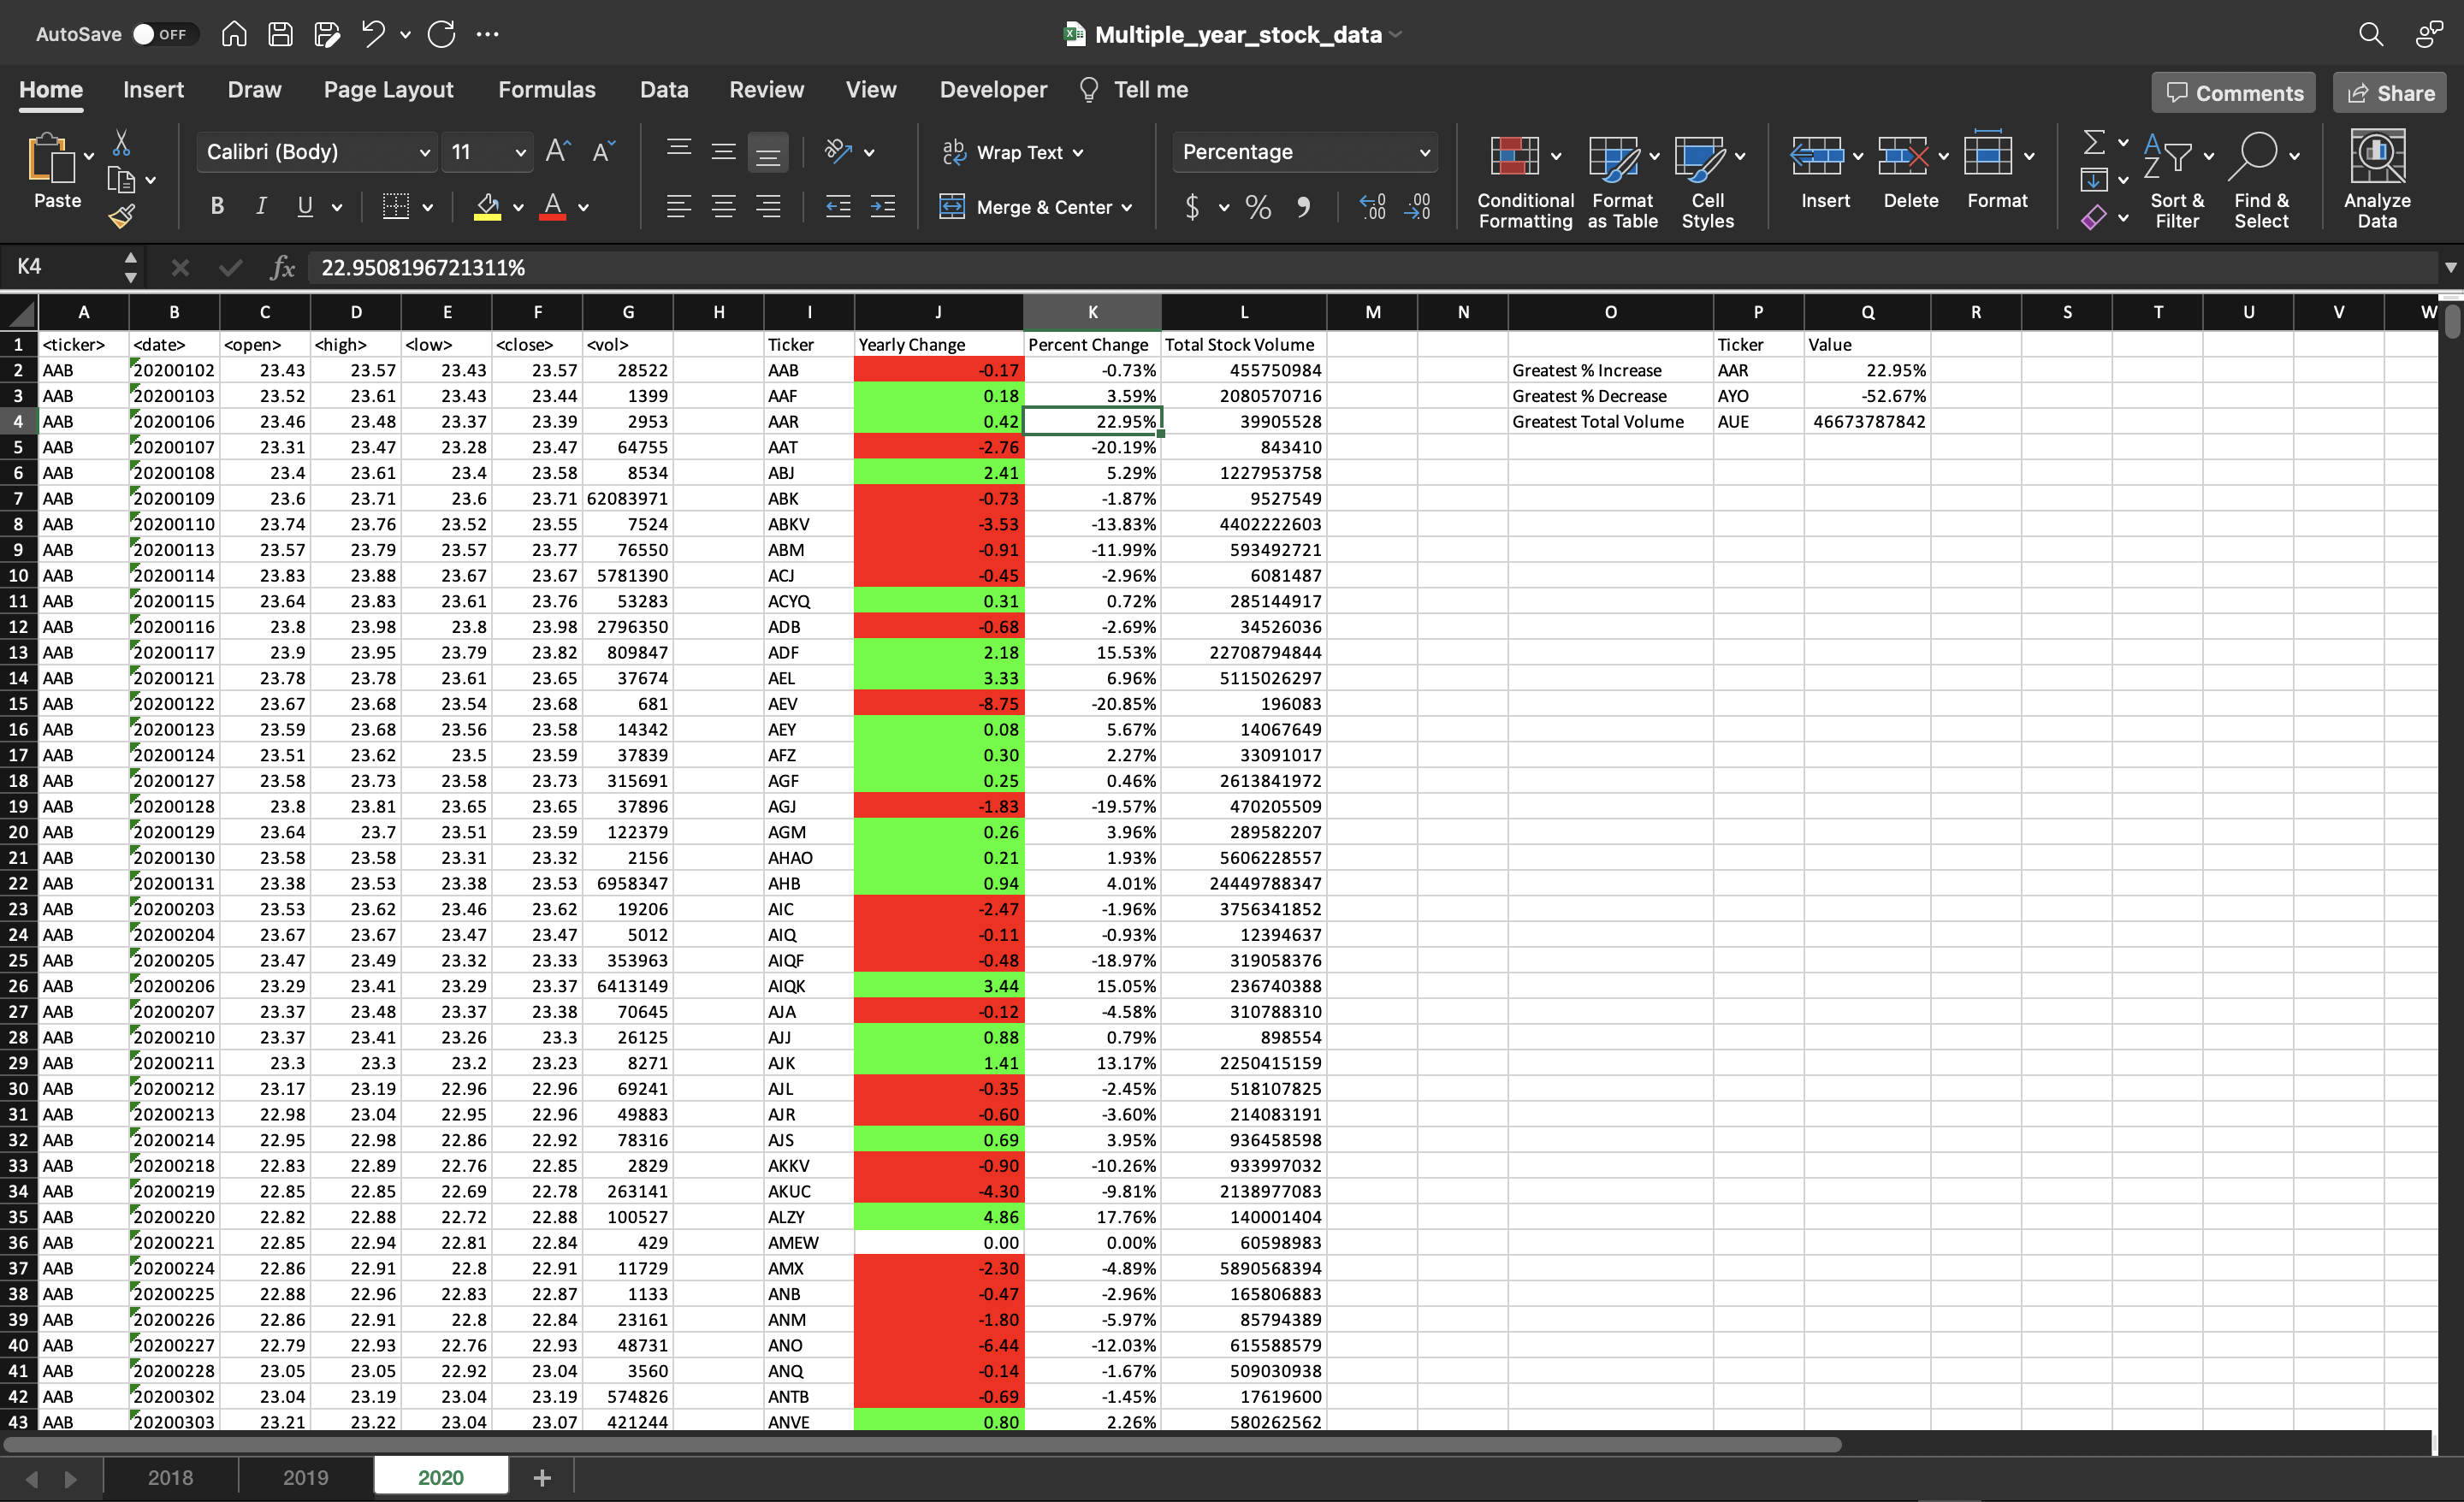 AutoSave OFF Multiple_year_stock_data
Home Insert Draw Page Layout Formulas Data Review View Developer Tell me Comments Share
Paste Calibri (Body) 11 A A ab Wrap Text Percentage Conditional Formatting Format as Table Cell Styles Insert Delete Format Sort & Filter Find & Select Analyze Data
B I U A Merge & Center $ % , .00 .00
K4 fx 22.9508196721311%
A B C D E F G H I J K L M N O P Q R S T U V W
1 <ticker> <date> <open> <high> <low> <close> <vol> Ticker Yearly Change Percent Change Total Stock Volume Ticker Value
2 AAB 20200102 23.43 23.57 23.43 23.57 28522 AAB -0.17 -0.73% 455750984 Greatest % Increase AAR 22.95%
3 AAB 20200103 23.52 23.61 23.43 23.44 1399 AAF 0.18 3.59% 2080570716 Greatest % Decrease AYO -52.67%
4 AAB 20200106 23.46 23.48 23.37 23.39 2953 AAR 0.42 22.95% 39905528 Greatest Total Volume AUE 46673787842
5 AAB 20200107 23.31 23.47 23.28 23.47 64755 AAT -2.76 -20.19% 843410
6 AAB 20200108 23.4 23.61 23.4 23.58 8534 ABJ 2.41 5.29% 1227953758
7 AAB 20200109 23.6 23.71 23.6 23.71 62083971 ABK -0.73 -1.87% 9527549
8 AAB 20200110 23.74 23.76 23.52 23.55 7524 ABKV -3.53 -13.83% 4402222603
9 AAB 20200113 23.57 23.79 23.57 23.77 76550 ABM -0.91 -11.99% 593492721
10 AAB 20200114 23.83 23.88 23.67 23.67 5781390 ACJ -0.45 -2.96% 6081487
11 AAB 20200115 23.64 23.83 23.61 23.76 53283 ACYQ 0.31 0.72% 285144917
12 AAB 20200116 23.8 23.98 23.8 23.98 2796350 ADB -0.68 -2.69% 34526036
13 AAB 20200117 23.9 23.95 23.79 23.82 809847 ADF 2.18 15.53% 22708794844
14 AAB 20200121 23.78 23.78 23.61 23.65 37674 AEL 3.33 6.96% 5115026297
15 AAB 20200122 23.67 23.68 23.54 23.68 681 AEV -8.75 -20.85% 196083
16 AAB 20200123 23.59 23.68 23.56 23.58 14342 AEY 0.08 5.67% 14067649
17 AAB 20200124 23.51 23.62 23.5 23.59 37839 AFZ 0.30 2.27% 33091017
18 AAB 20200127 23.58 23.73 23.58 23.73 315691 AGF 0.25 0.46% 2613841972
19 AAB 20200128 23.8 23.81 23.65 23.65 37896 AGJ -1.83 -19.57% 470205509
20 AAB 20200129 23.64 23.7 23.51 23.59 122379 AGM 0.26 3.96% 289582207
21 AAB 20200130 23.58 23.58 23.31 23.32 2156 AHAO 0.21 1.93% 5606228557
22 AAB 20200131 23.38 23.53 23.38 23.53 6958347 AHB 0.94 4.01% 24449788347
23 AAB 20200203 23.53 23.62 23.46 23.62 19206 AIC -2.47 -1.96% 3756341852
24 AAB 20200204 23.67 23.67 23.47 23.47 5012 AIQ -0.11 -0.93% 12394637
25 AAB 20200205 23.47 23.49 23.32 23.33 353963 AIQF -0.48 -18.97% 319058376
26 AAB 20200206 23.29 23.41 23.29 23.37 6413149 AIQK 3.44 15.05% 236740388
27 AAB 20200207 23.37 23.48 23.37 23.38 70645 AJA -0.12 -4.58% 310788310
28 AAB 20200210 23.37 23.41 23.26 23.3 26125 AJJ 0.88 0.79% 898554
29 AAB 20200211 23.3 23.3 23.2 23.23 8271 AJK 1.41 13.17% 2250415159
30 AAB 20200212 23.17 23.19 22.96 22.96 69241 AJL -0.35 -2.45% 518107825
31 AAB 20200213 22.98 23.04 22.95 22.96 49883 AJR -0.60 -3.60% 214083191
32 AAB 20200214 22.95 22.98 22.86 22.92 78316 AJS 0.69 3.95% 936458598
33 AAB 20200218 22.83 22.89 22.76 22.85 2829 AKKV -0.90 -10.26% 933997032
34 AAB 20200219 22.85 22.85 22.69 22.78 263141 AKUC -4.30 -9.81% 2138977083
35 AAB 20200220 22.82 22.88 22.72 22.88 100527 ALZY 4.86 17.76% 140001404
36 AAB 20200221 22.85 22.94 22.81 22.84 429 AMEW 0.00 0.00% 60598983
37 AAB 20200224 22.86 22.91 22.8 22.91 11729 AMX -2.30 -4.89% 5890568394
38 AAB 20200225 22.88 22.96 22.83 22.87 1133 ANB -0.47 -2.96% 165806883
39 AAB 20200226 22.86 22.91 22.8 22.84 23161 ANM -1.80 -5.97% 85794389
40 AAB 20200227 22.79 22.93 22.76 22.93 48731 ANO -6.44 -12.03% 615588579
41 AAB 20200228 23.05 23.05 22.92 23.04 3560 ANQ -0.14 -1.67% 509030938
42 AAB 20200302 23.04 23.19 23.04 23.19 574826 ANTB -0.69 -1.45% 17619600
43 AAB 20200303 23.21 23.22 23.04 23.07 421244 ANVE 0.80 2.26% 580262562
2018 2019 2020 +